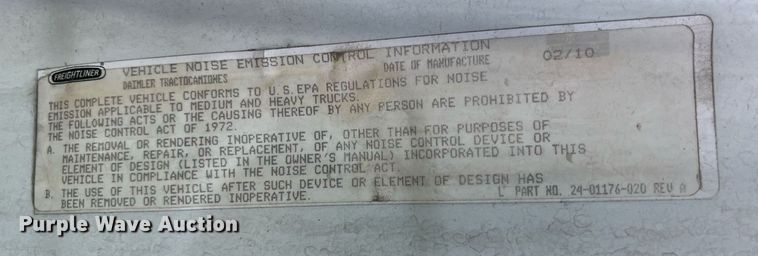 FREIGHTLINER
VEHICLE NOISE EMISSION CONTROL INFORMATION
DAIMLER TRACTOCAMIONES DATE OF MANUFACTURE 02/10
THIS COMPLETE VEHICLE CONFORMS TO U.S.EPA REGULATIONS FOR NOISE
EMISSION APPLICABLE TO MEDIUM AND HEAVY TRUCKS.
THE FOLLOWING ACTS OR THE CAUSING THEREOF BY ANY PERSON ARE PROHIBITED BY
THE NOISE CONTROL ACT OF 1972.
A. THE REMOVAL OR RENDERING INOPERATIVE OF, OTHER THAN FOR PURPOSES OF
MAINTENANCE, REPAIR, OR REPLACEMENT, OF ANY NOISE CONTROL DEVICE OR
ELEMENT OF DESIGN (LISTED IN THE OWNER'S MANUAL) INCORPORATED INTO THIS
VEHICLE IN COMPLIANCE WITH THE NOISE CONTROL ACT.
B. THE USE OF THIS VEHICLE AFTER SUCH DEVICE OR ELEMENT OF DESIGN HAS
BEEN REMOVED OR RENDERED INOPERATIVE.
L PART NO. 24-01176-020 REV A
Purple Wave Auction